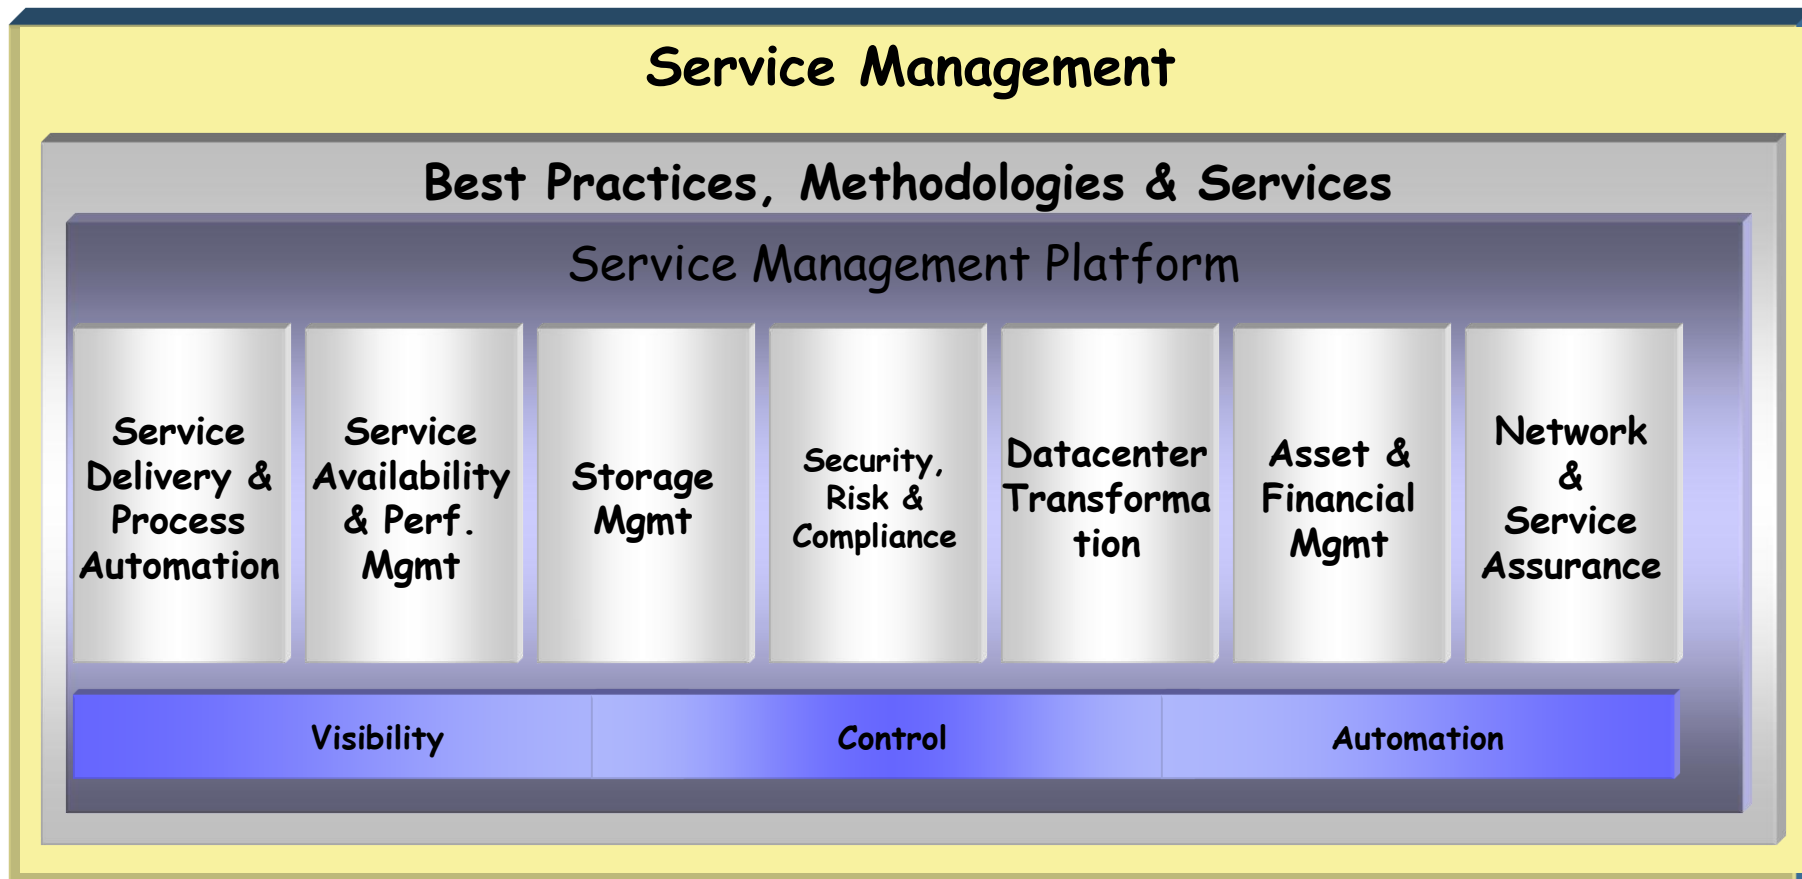 Service Management
Best Practices, Methodologies & Services
Service Management Platform
Service
Delivery &
Process
Automation
Service
Availability
& Perf.
Mgmt
Storage
Mgmt
Security,
Risk &
Compliance
Datacenter
Transforma
tion
Asset &
Financial
Mgmt
Network
&
Service
Assurance
Visibility
Control
Automation